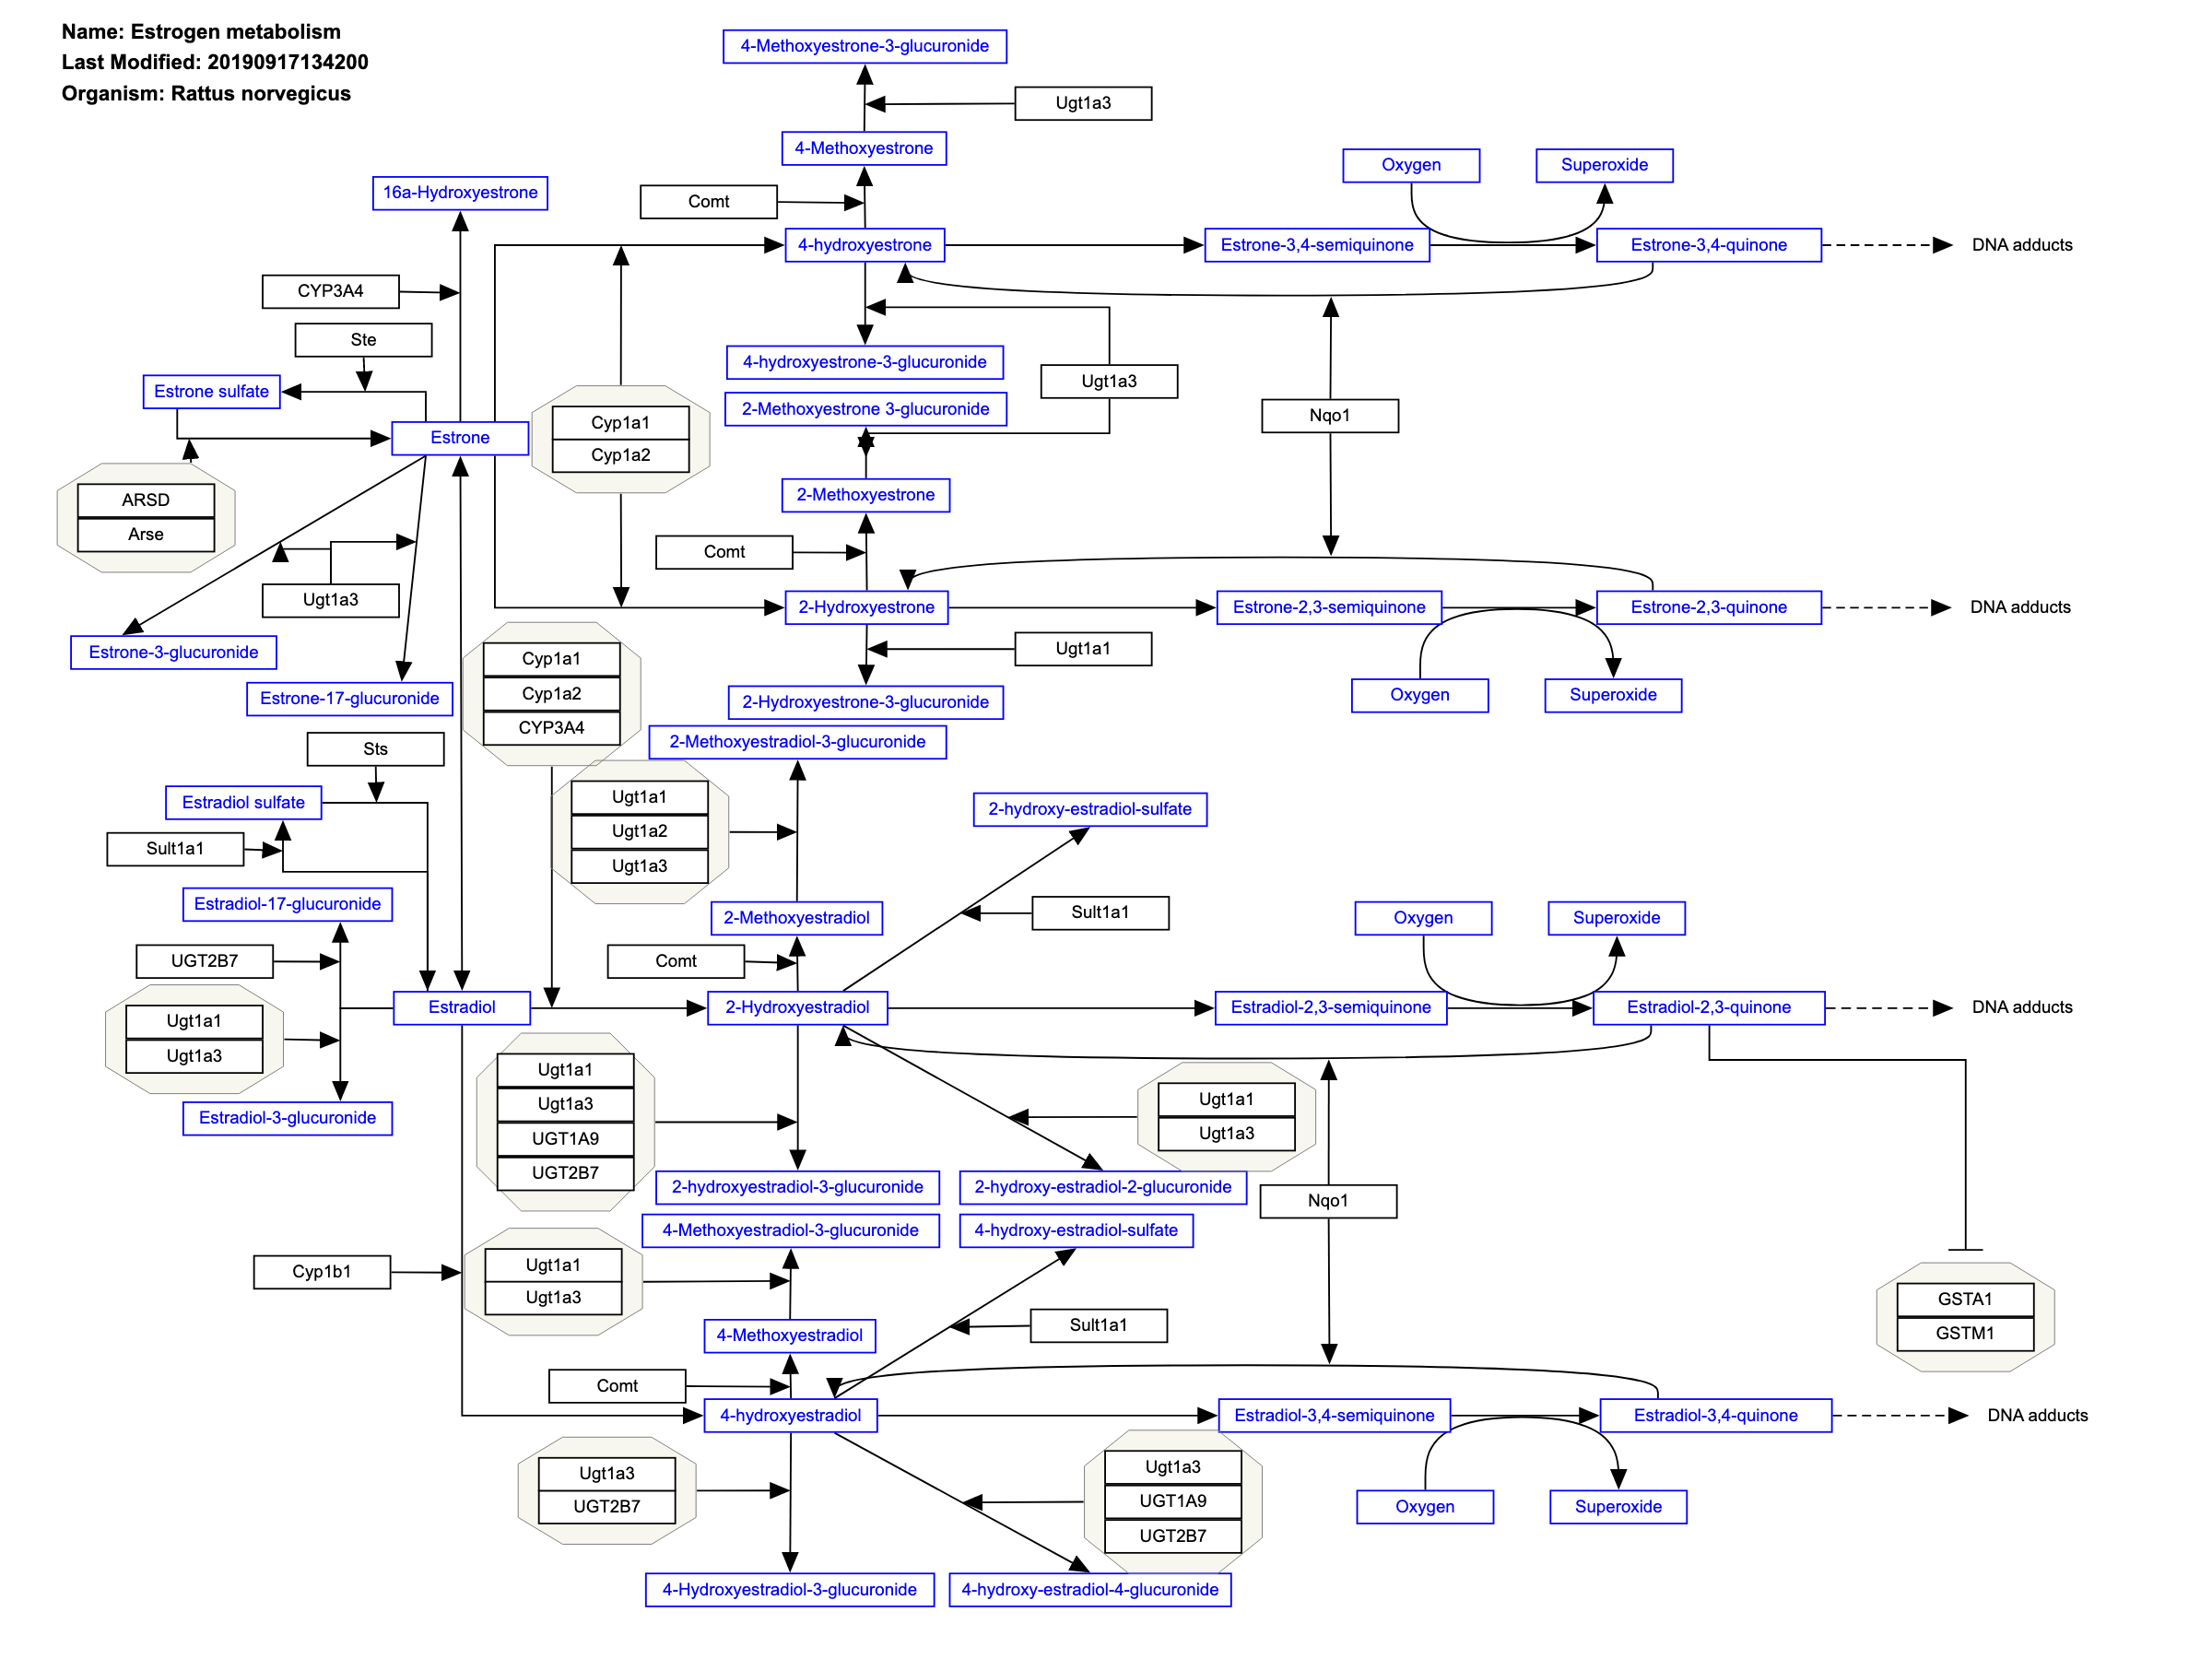 Name: Estrogen metabolism
Last Modified: 20190917134200
Organism: Rattus norvegicus
4-Methoxyestrone-3-glucuronide
Ugt1a3
4-Methoxyestrone
Oxygen
Superoxide
16a-Hydroxyestrone
Comt
4-hydroxyestrone
Estrone-3,4-semiquinone
Estrone-3,4-quinone
DNA adducts
CYP3A4
Ste
4-hydroxyestrone-3-glucuronide
Ugt1a3
Estrone sulfate
2-Methoxyestrone 3-glucuronide
Nqo1
Cyp1a1
Cyp1a2
Estrone
ARSD
Arse
2-Methoxyestrone
Comt
Ugt1a3
2-Hydroxyestrone
Estrone-2,3-semiquinone
Estrone-2,3-quinone
DNA adducts
Estrone-3-glucuronide
Ugt1a1
Cyp1a1
Cyp1a2
CYP3A4
Estrone-17-glucuronide
2-Hydroxyestrone-3-glucuronide
Oxygen
Superoxide
2-Methoxyestradiol-3-glucuronide
Sts
Estradiol sulfate
Ugt1a1
Ugt1a2
Ugt1a3
2-hydroxy-estradiol-sulfate
Sult1a1
Estradiol-17-glucuronide
2-Methoxyestradiol
Sult1a1
Oxygen
Superoxide
UGT2B7
Comt
Estradiol
2-Hydroxyestradiol
Estradiol-2,3-semiquinone
Estradiol-2,3-quinone
DNA adducts
Ugt1a1
Ugt1a3
Ugt1a1
Ugt1a3
UGT1A9
UGT2B7
Ugt1a1
Ugt1a3
Estradiol-3-glucuronide
2-hydroxyestradiol-3-glucuronide
2-hydroxy-estradiol-2-glucuronide
Nqo1
4-Methoxyestradiol-3-glucuronide
4-hydroxy-estradiol-sulfate
Cyp1b1
Ugt1a1
Ugt1a3
GSTA1
GSTM1
4-Methoxyestradiol
Sult1a1
Comt
4-hydroxyestradiol
Estradiol-3,4-semiquinone
Estradiol-3,4-quinone
DNA adducts
Ugt1a3
UGT2B7
Ugt1a3
UGT1A9
UGT2B7
Oxygen
Superoxide
4-Hydroxyestradiol-3-glucuronide
4-hydroxy-estradiol-4-glucuronide